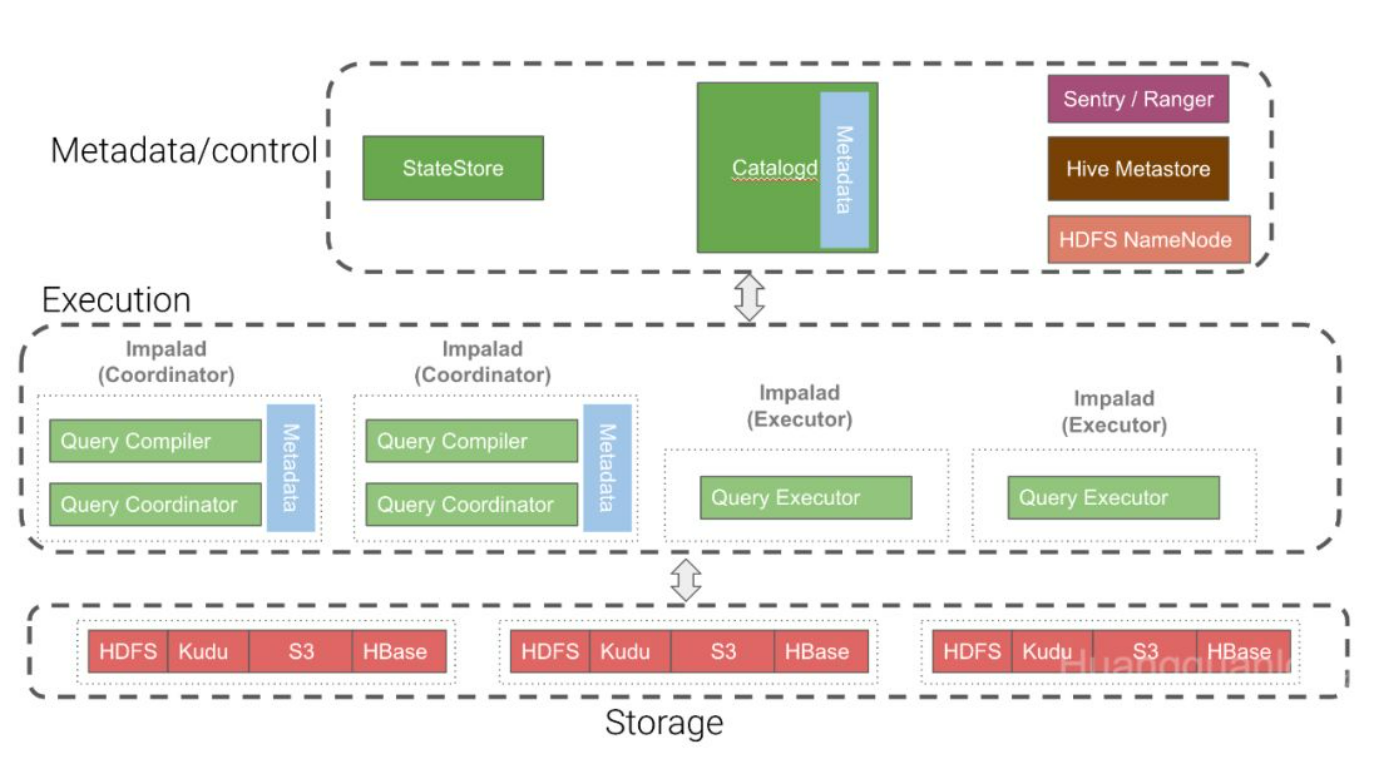 Metadata/control
StateStore
Catalogd
Metadata
Sentry / Ranger
Hive Metastore
HDFS NameNode
Execution
Impalad
(Coordinator)
Query Compiler
Query Coordinator
Metadata
Impalad
(Coordinator)
Query Compiler
Query Coordinator
Metadata
Impalad
(Executor)
Query Executor
Impalad
(Executor)
Query Executor
HDFS Kudu S3 HBase
HDFS Kudu S3 HBase
HDFS Kudu S3 HBase
Storage